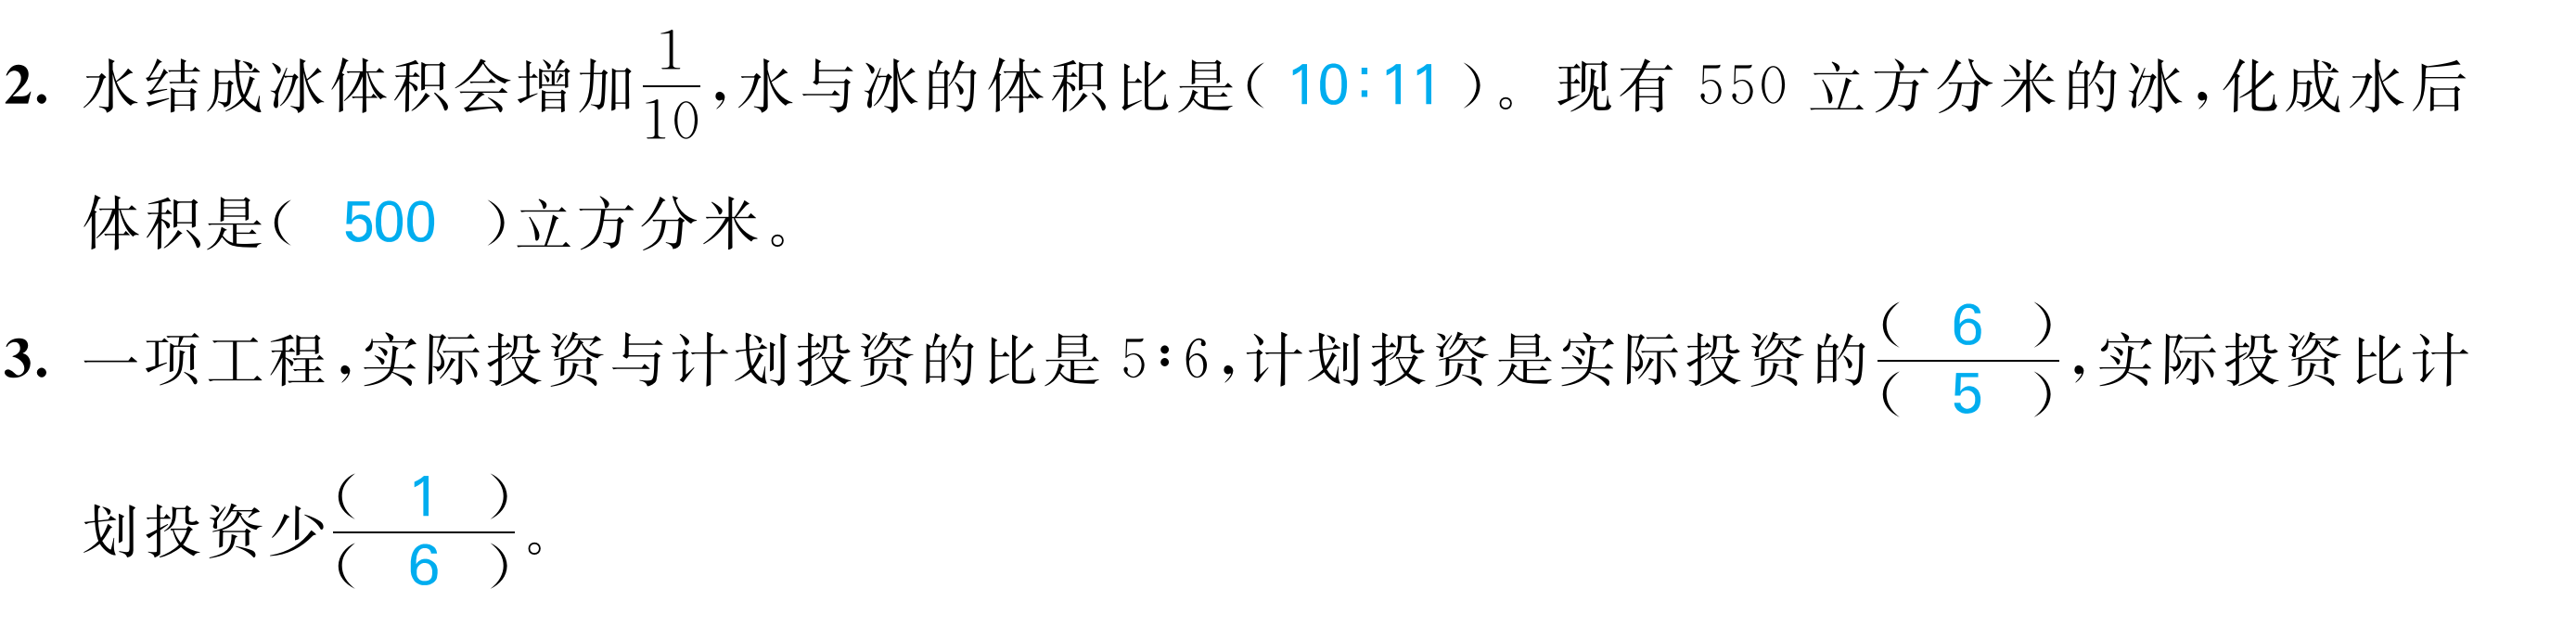 2. 水结成冰体积会增加1/10,水与冰的体积比是( 10:11 )。现有 550 立方分米的冰,化成水后
体积是( 500 )立方分米。
3. 一项工程,实际投资与计划投资的比是 5:6,计划投资是实际投资的( 6 )/( 5 ),实际投资比计
划投资少( 1 )/( 6 )。